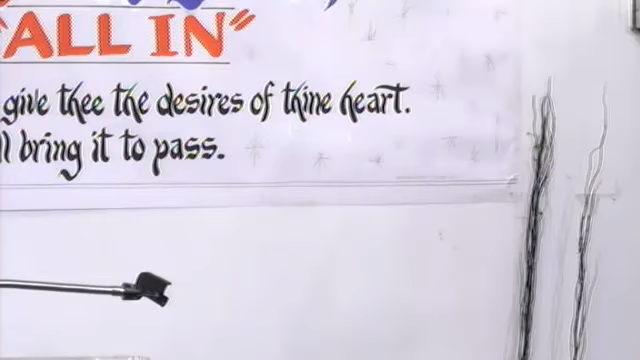 "ALL IN"
give thee the desires of thine heart.
bring it to pass.